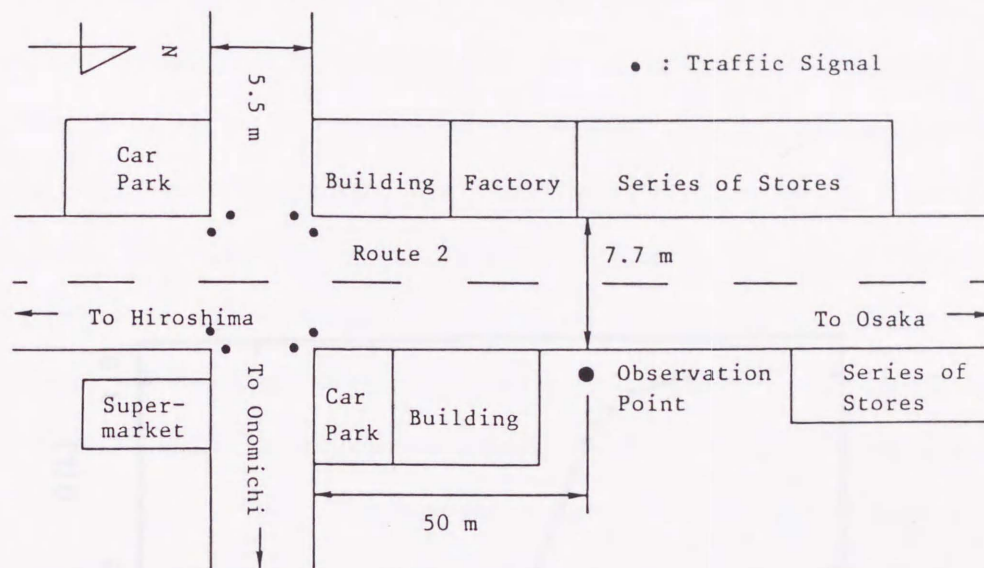 N
5.5 m
• : Traffic Signal
Car
Park
Building
Factory
Series of Stores
Route 2
7.7 m
To Hiroshima
To Osaka
Super-
market
To Onomichi
Car
Park
Building
Observation
Point
Series of
Stores
50 m